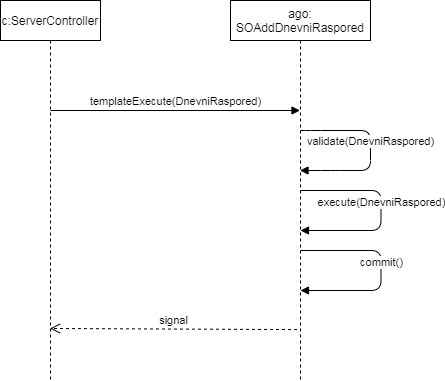 c:ServerController
ago:
SOAddDnevniRaspored
templateExecute(DnevniRaspored)
validate(DnevniRaspored)
execute(DnevniRaspored)
commit()
signal